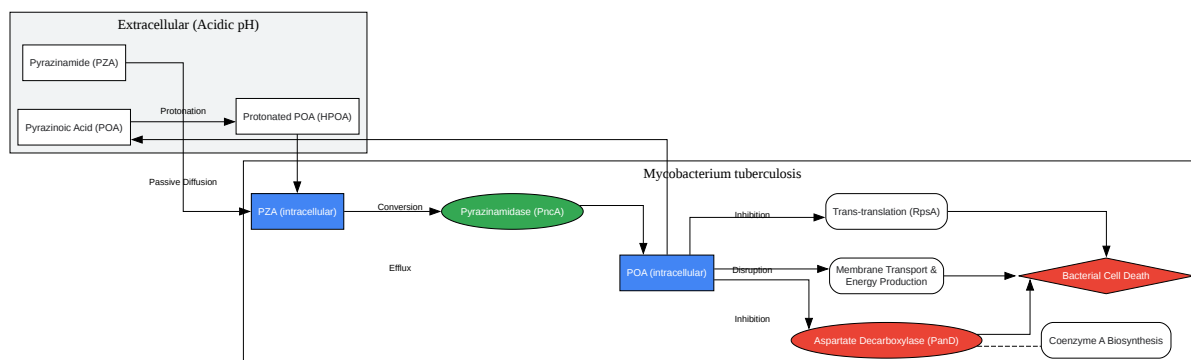 Extracellular (Acidic pH)
Pyrazinamide (PZA)
Protonation
Pyrazinoic Acid (POA)
Protonated POA (HPOA)
Passive Diffusion
Mycobacterium tuberculosis
PZA (intracellular)
Conversion
Pyrazinamidase (PncA)
Inhibition
Trans-translation (RpsA)
Efflux
POA (intracellular)
Disruption
Membrane Transport &
Energy Production
Bacterial Cell Death
Inhibition
Aspartate Decarboxylase (PanD)
Coenzyme A Biosynthesis